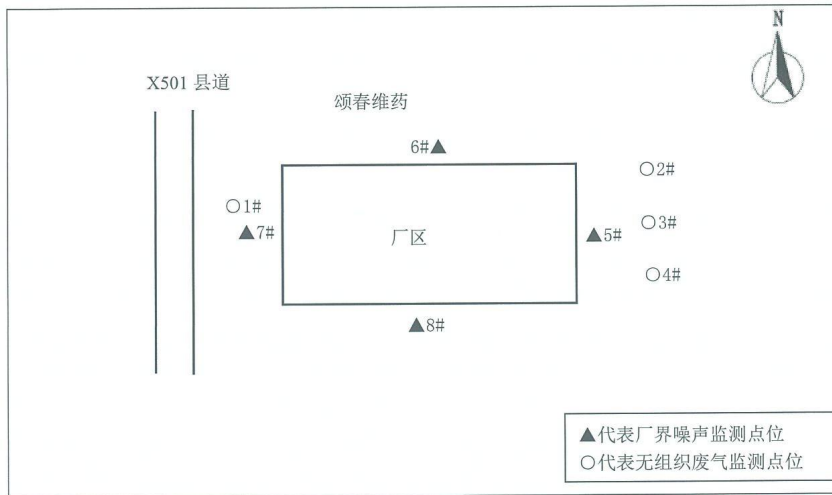 N
X501 县道
颂春维药
6#▲
○2#
○1#
○3#
▲7#
厂区
▲5#
○4#
▲8#
▲代表厂界噪声监测点位
○代表无组织废气监测点位